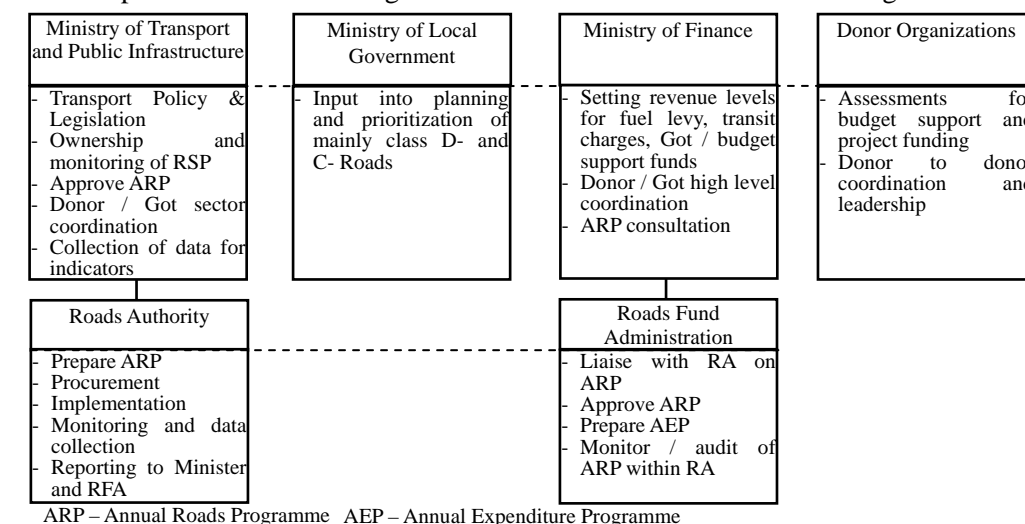 Ministry of Transport
and Public Infrastructure
- Transport Policy &
Legislation
- Ownership and
monitoring of RSP
- Approve ARP
- Donor / Got sector
coordination
- Collection of data for
indicators
Ministry of Local
Government
- Input into planning
and prioritization of
mainly class D- and
C- Roads
Ministry of Finance
- Setting revenue levels
for fuel levy, transit
charges, Got / budget
support funds
- Donor / Got high level
coordination
- ARP consultation
Donor Organizations
- Assessments fo
budget support and
project funding
- Donor to dono
coordination and
leadership
Roads Authority
- Prepare ARP
- Procurement
- Implementation
- Monitoring and data
collection
- Reporting to Minister
and RFA
Roads Fund
Administration
- Liaise with RA on
ARP
- Approve ARP
- Prepare AEP
- Monitor / audit of
ARP within RA
ARP – Annual Roads Programme AEP – Annual Expenditure Programme